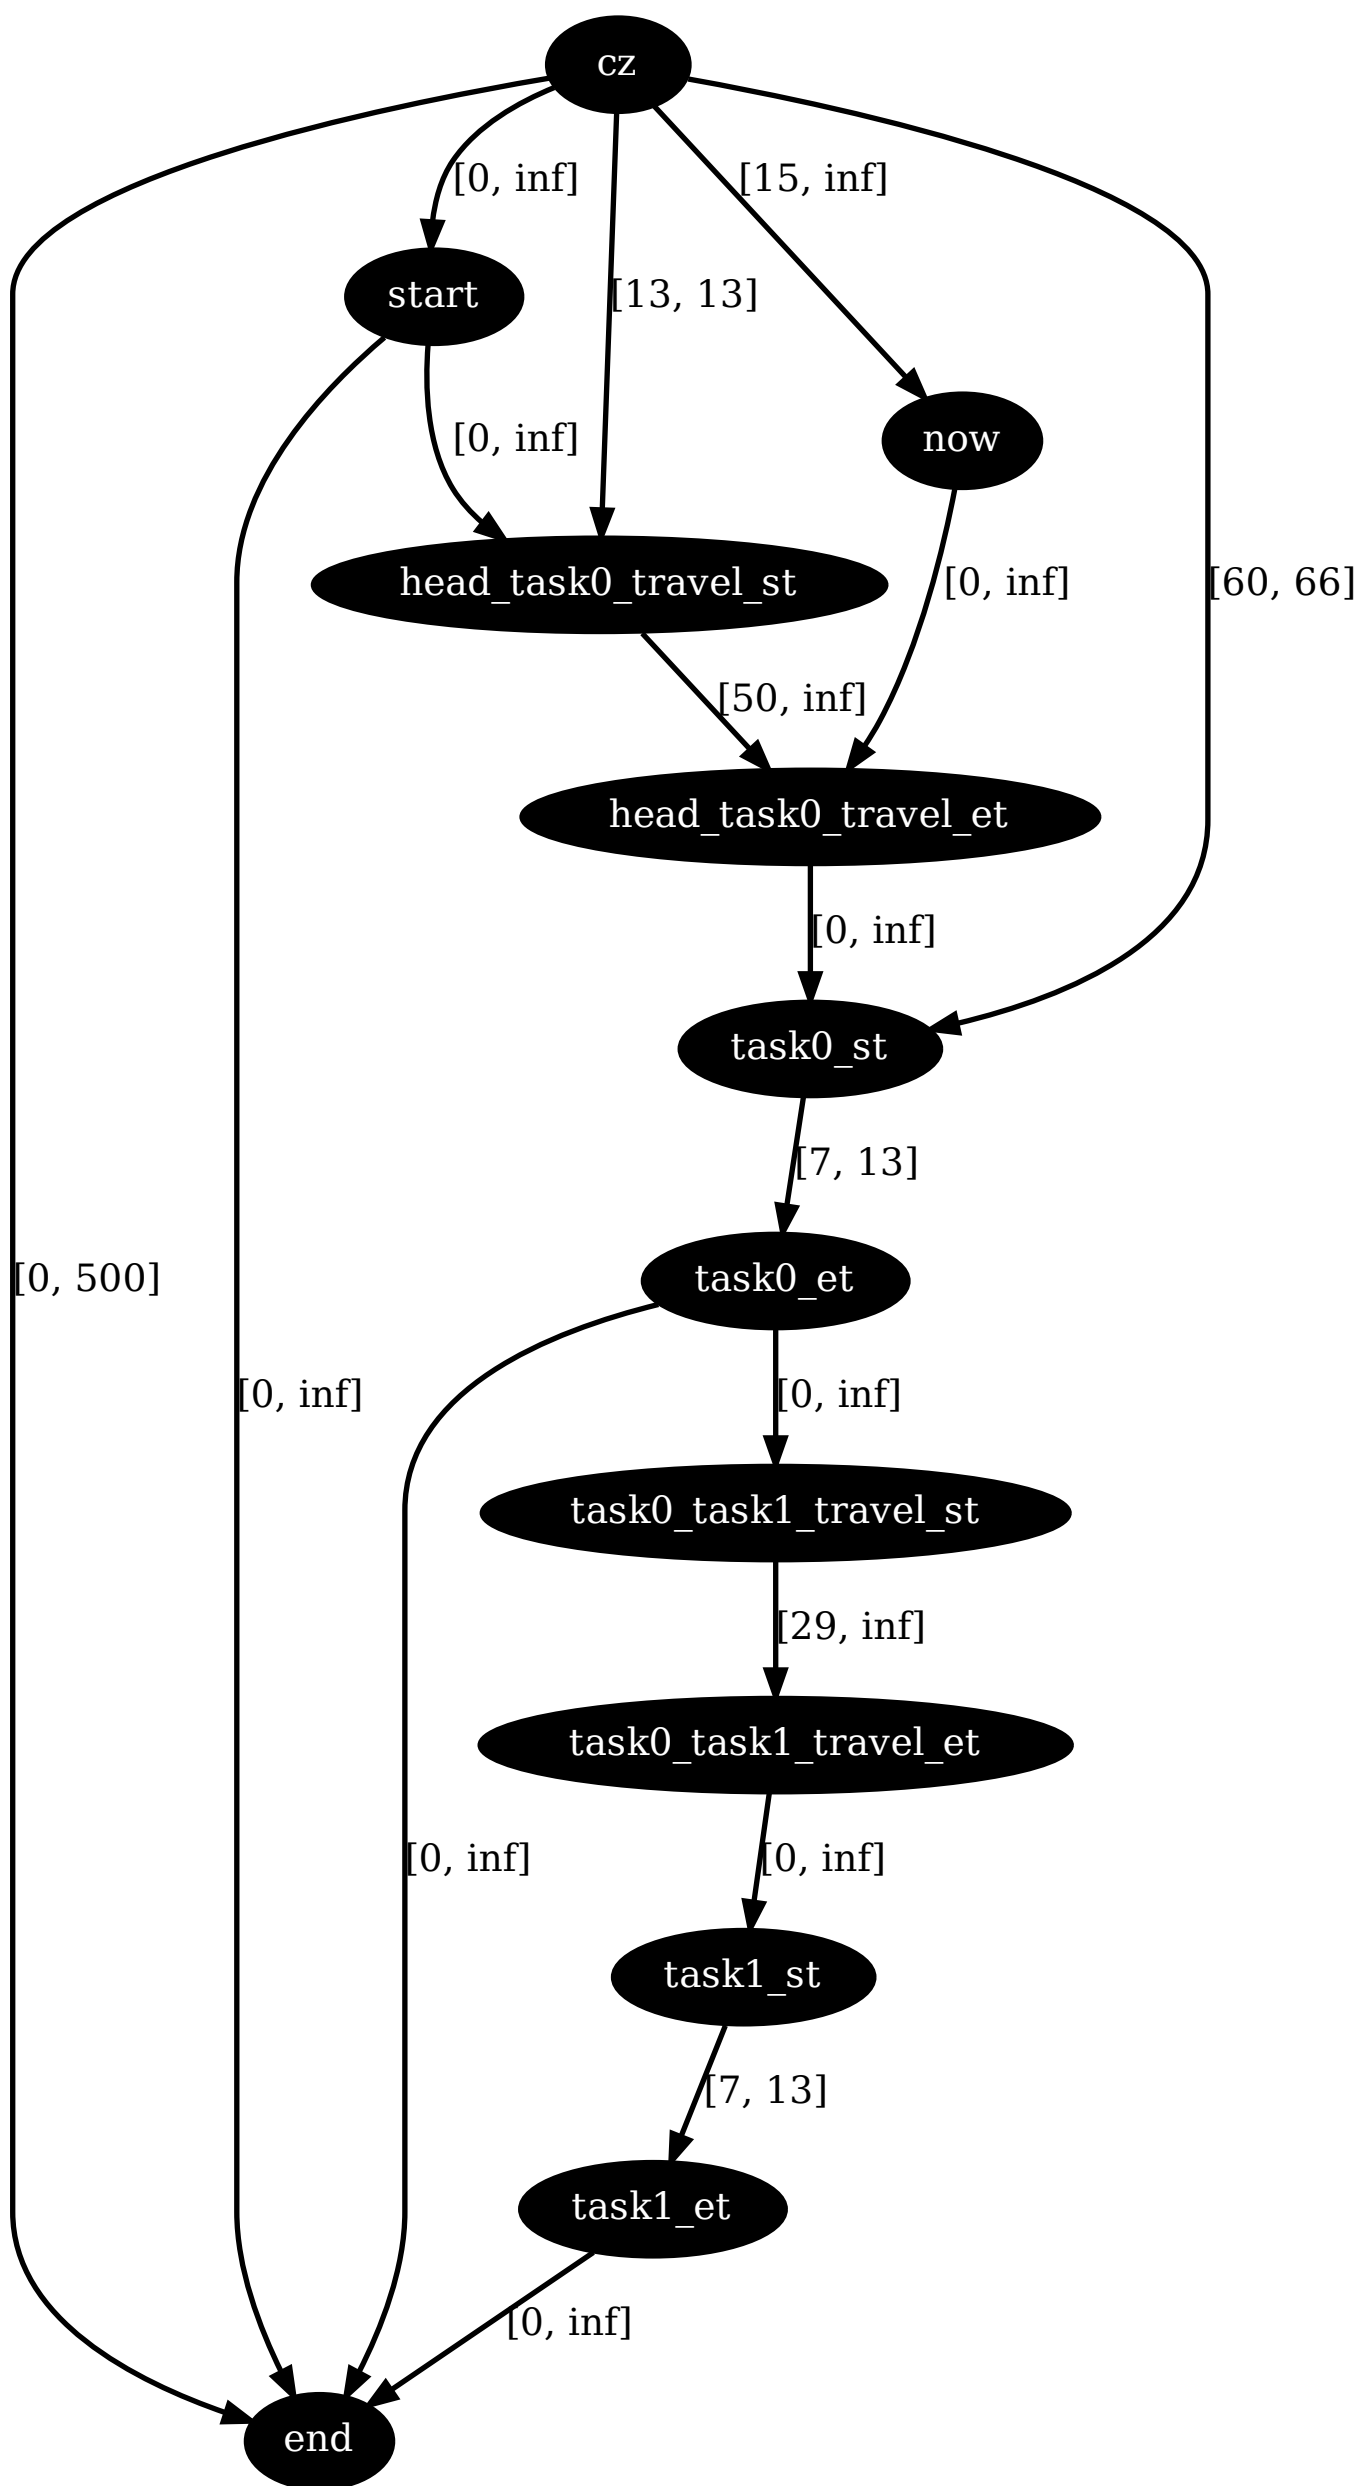 cz
[0, inf]
[15, inf]
start
[13, 13]
now
[0, inf]
head_task0_travel_st
[0, inf]
[60, 66]
[50, inf]
head_task0_travel_et
[0, inf]
task0_st
[7, 13]
task0_et
[0, 500]
[0, inf]
[0, inf]
task0_task1_travel_st
[29, inf]
task0_task1_travel_et
[0, inf]
[0, inf]
task1_st
[7, 13]
task1_et
[0, inf]
end